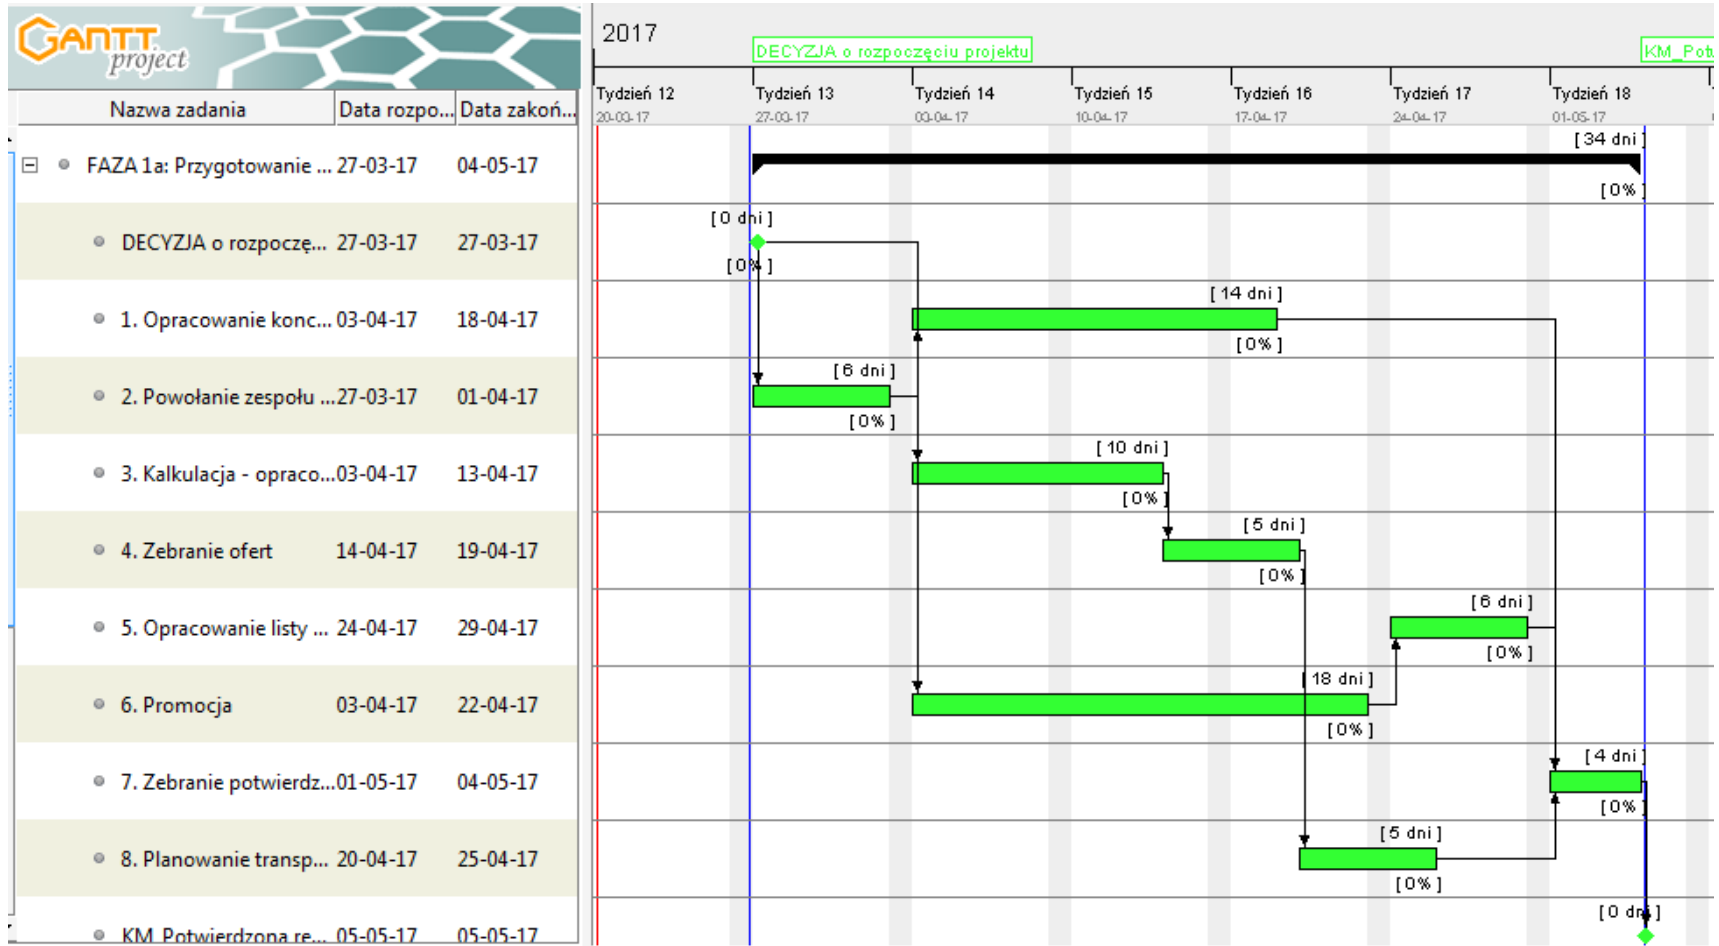 GANTT
project
2017
DECYZJA o rozpoczęciu projektu
KM_Potw
Nazwa zadania Data rozpo... Data zakoń...
Tydzień 12 Tydzień 13 Tydzień 14 Tydzień 15 Tydzień 16 Tydzień 17 Tydzień 18
20-03-17 27-03-17 03-04-17 10-04-17 17-04-17 24-04-17 01-05-17
FAZA 1a: Przygotowanie ... 27-03-17 04-05-17
[ 34 dni ]
[ 0% ]
DECYZJA o rozpoczę... 27-03-17 27-03-17
[ 0 dni ]
[ 0% ]
1. Opracowanie konc... 03-04-17 18-04-17
[ 14 dni ]
[ 0% ]
2. Powołanie zespołu ... 27-03-17 01-04-17
[ 6 dni ]
[ 0% ]
3. Kalkulacja - opraco... 03-04-17 13-04-17
[ 10 dni ]
[ 0% ]
4. Zebranie ofert 14-04-17 19-04-17
[ 5 dni ]
[ 0% ]
5. Opracowanie listy ... 24-04-17 29-04-17
[ 6 dni ]
[ 0% ]
6. Promocja 03-04-17 22-04-17
[ 18 dni ]
[ 0% ]
7. Zebranie potwierdz... 01-05-17 04-05-17
[ 4 dni ]
[ 0% ]
8. Planowanie transp... 20-04-17 25-04-17
[ 5 dni ]
[ 0% ]
KM_Potwierdzona re... 05-05-17 05-05-17
[ 0 dni ]